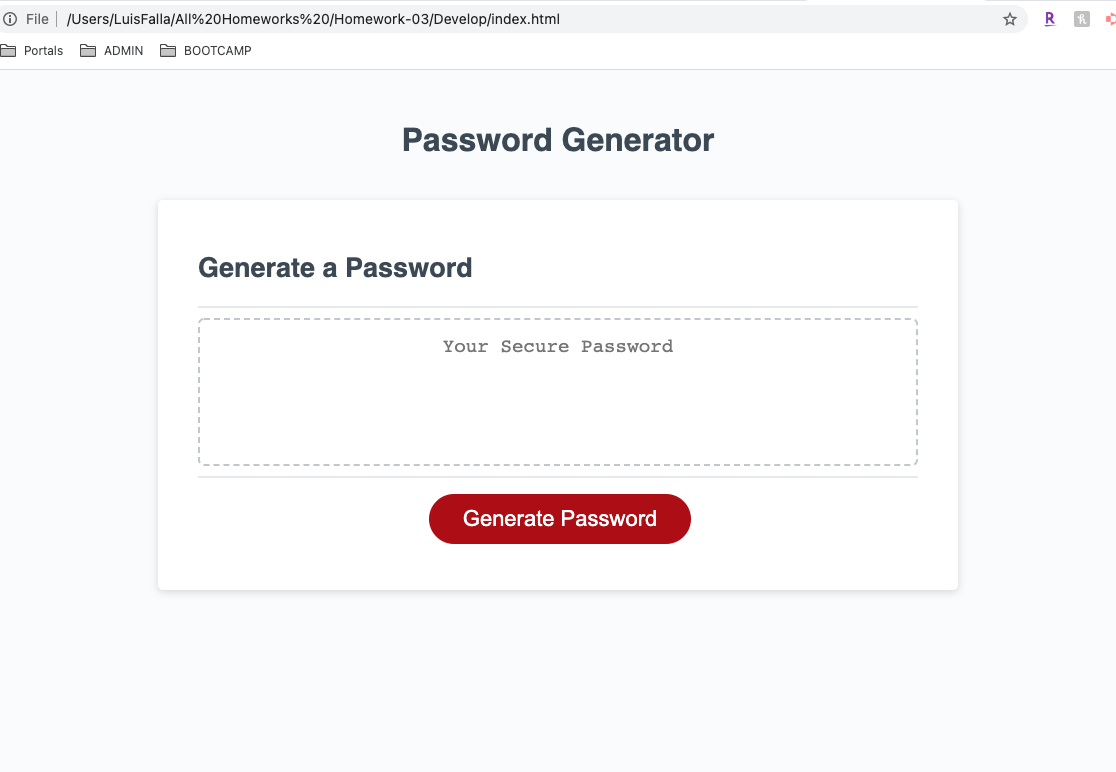 File /Users/LuisFalla/All%20Homeworks%20/Homework-03/Develop/index.html
Portals ADMIN BOOTCAMP
Password Generator
Generate a Password
Your Secure Password
Generate Password